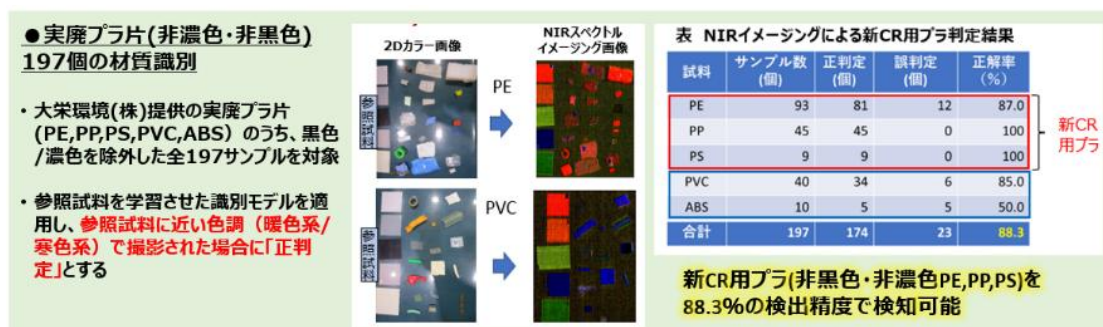 ●実廃プラ片(非濃色・非黒色)
197個の材質識別
・大栄環境(株)提供の実廃プラ片
(PE,PP,PS,PVC,ABS)のうち、黒色
/濃色を除外した全197サンプルを対象
・参照試料を学習させた識別モデルを適
用し、参照試料に近い色調（暖色系/
寒色系）で撮影された場合に「正判
定」とする
2Dカラー画像
NIRスペクトル
イメージング画像
参照試料
PE
参照試料
PVC
表 NIRイメージングによる新CR用プラ判定結果
試料 サンプル数(個) 正判定(個) 誤判定(個) 正解率(%)
PE 93 81 12 87.0
PP 45 45 0 100
PS 9 9 0 100
PVC 40 34 6 85.0
ABS 10 5 5 50.0
合計 197 174 23 88.3
新CR
用プラ
新CR用プラ(非黒色・非濃色PE,PP,PS)を
88.3%の検出精度で検知可能